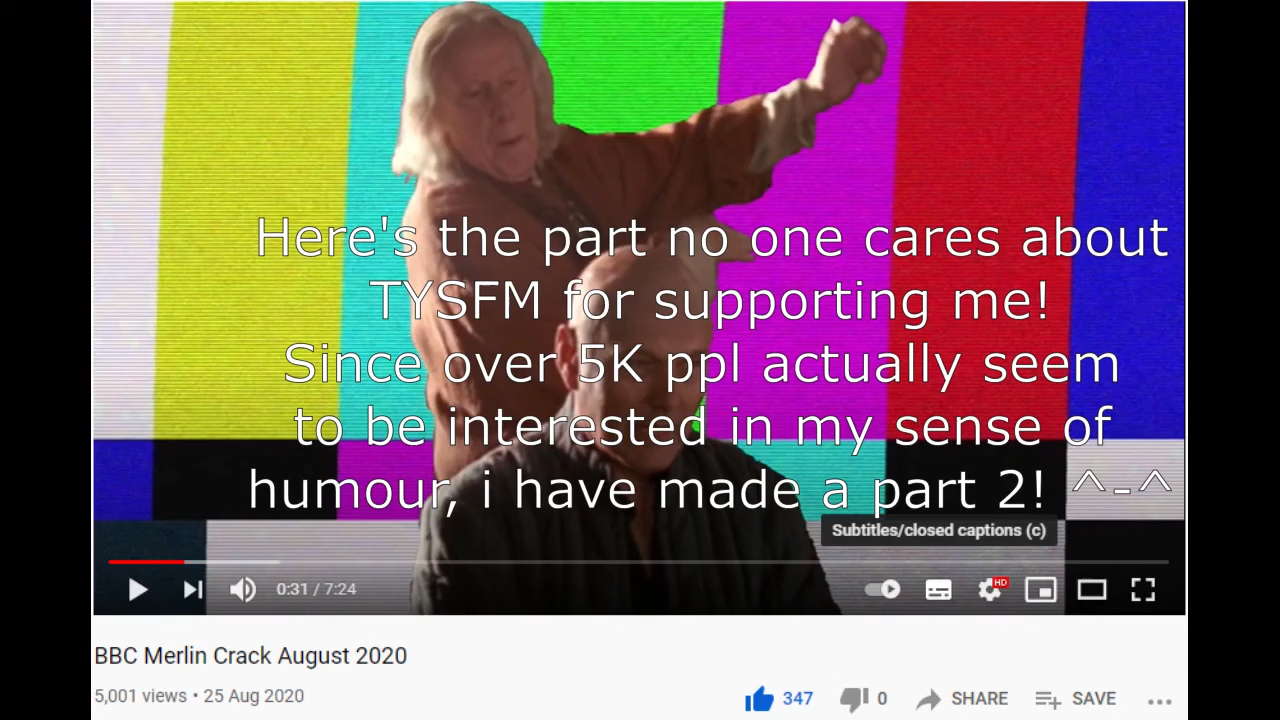 Here's the part no one cares about
TYSFM for supporting me!
Since over 5K ppl actually seem
to be interested in my sense of
humour, i have made a part 2! ^-^
Subtitles/closed captions (c)
0:31 / 7:24
HD
BBC Merlin Crack August 2020
5,001 views • 25 Aug 2020
347
0
SHARE
SAVE